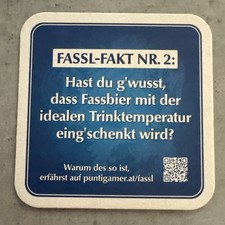 FASSL-FAKT NR. 2:
Hast du g'wusst,
dass Fassbier mit der
idealen Trinktemperatur
eing'schenkt wird?
Warum des so ist,
erfährst auf puntigamer.at/fassl